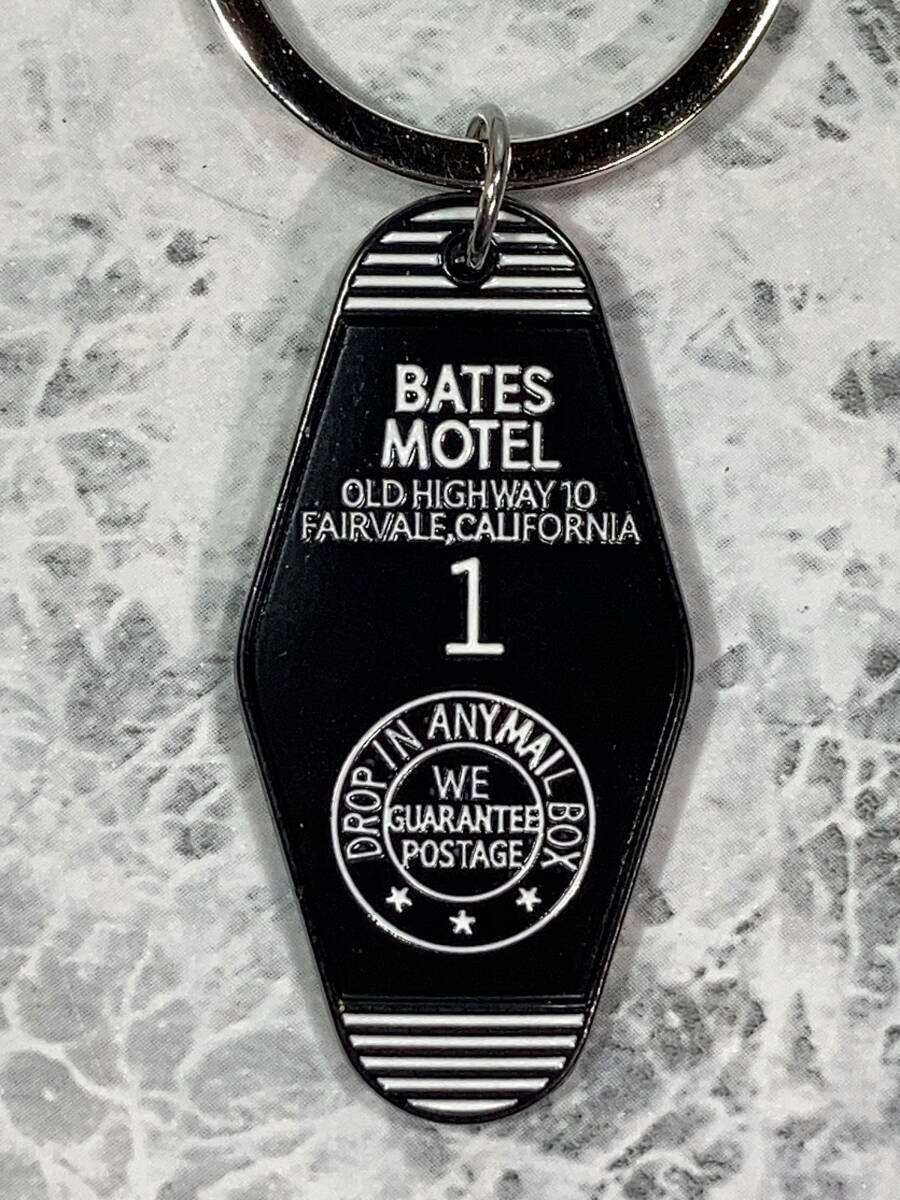 BATES
MOTEL
OLD HIGHWAY 10
FAIRVALE,CALIFORNIA
1
DROP IN ANY MAIL BOX
WE
GUARANTEE
POSTAGE